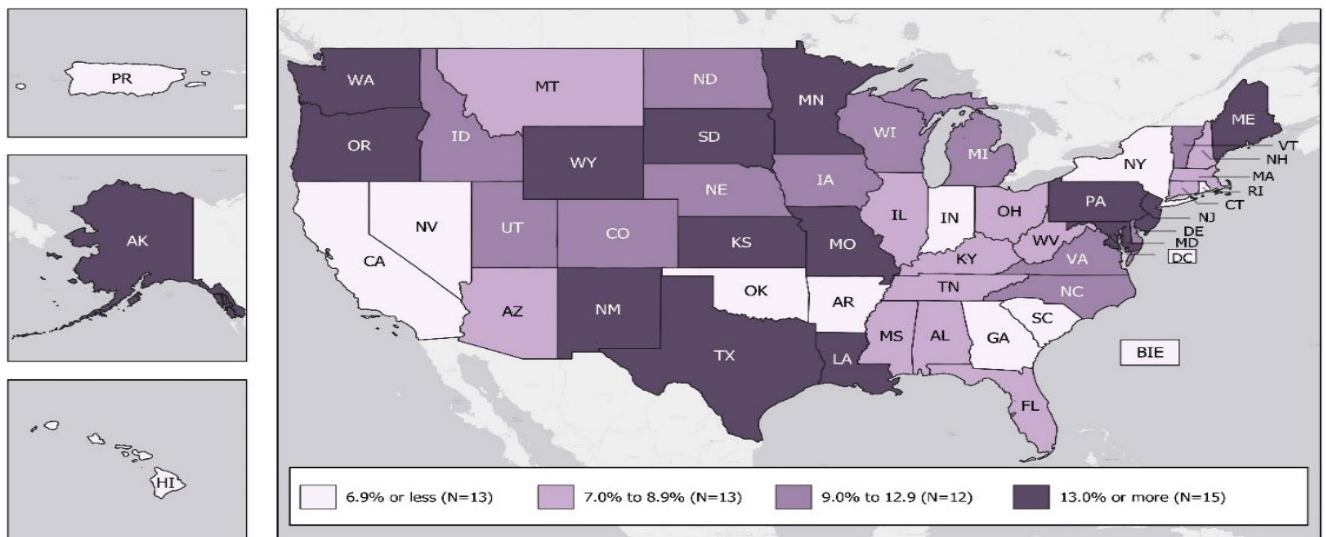 PR
AK
HI
WA
OR
CA
NV
ID
MT
WY
UT
CO
AZ
NM
ND
SD
NE
KS
OK
TX
MN
IA
MO
AR
LA
WI
MI
IL
IN
OH
KY
TN
MS
AL
GA
FL
SC
NC
VA
WV
PA
NY
ME
VT
NH
MA
RI
CT
NJ
DE
MD
DC
BIE
6.9% or less (N=13)
7.0% to 8.9% (N=13)
9.0% to 12.9 (N=12)
13.0% or more (N=15)